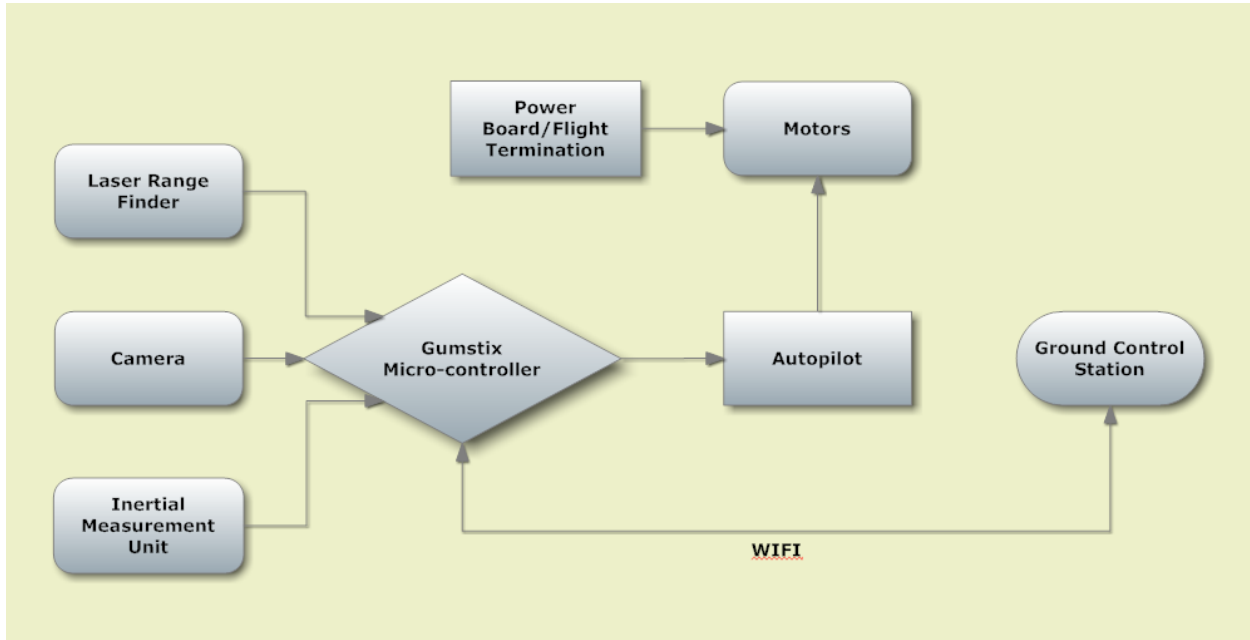 Power
Board/Flight
Termination
Motors
Laser Range
Finder
Camera
Gumstix
Micro-controller
Autopilot
Ground Control
Station
Inertial
Measurement
Unit
WIFI